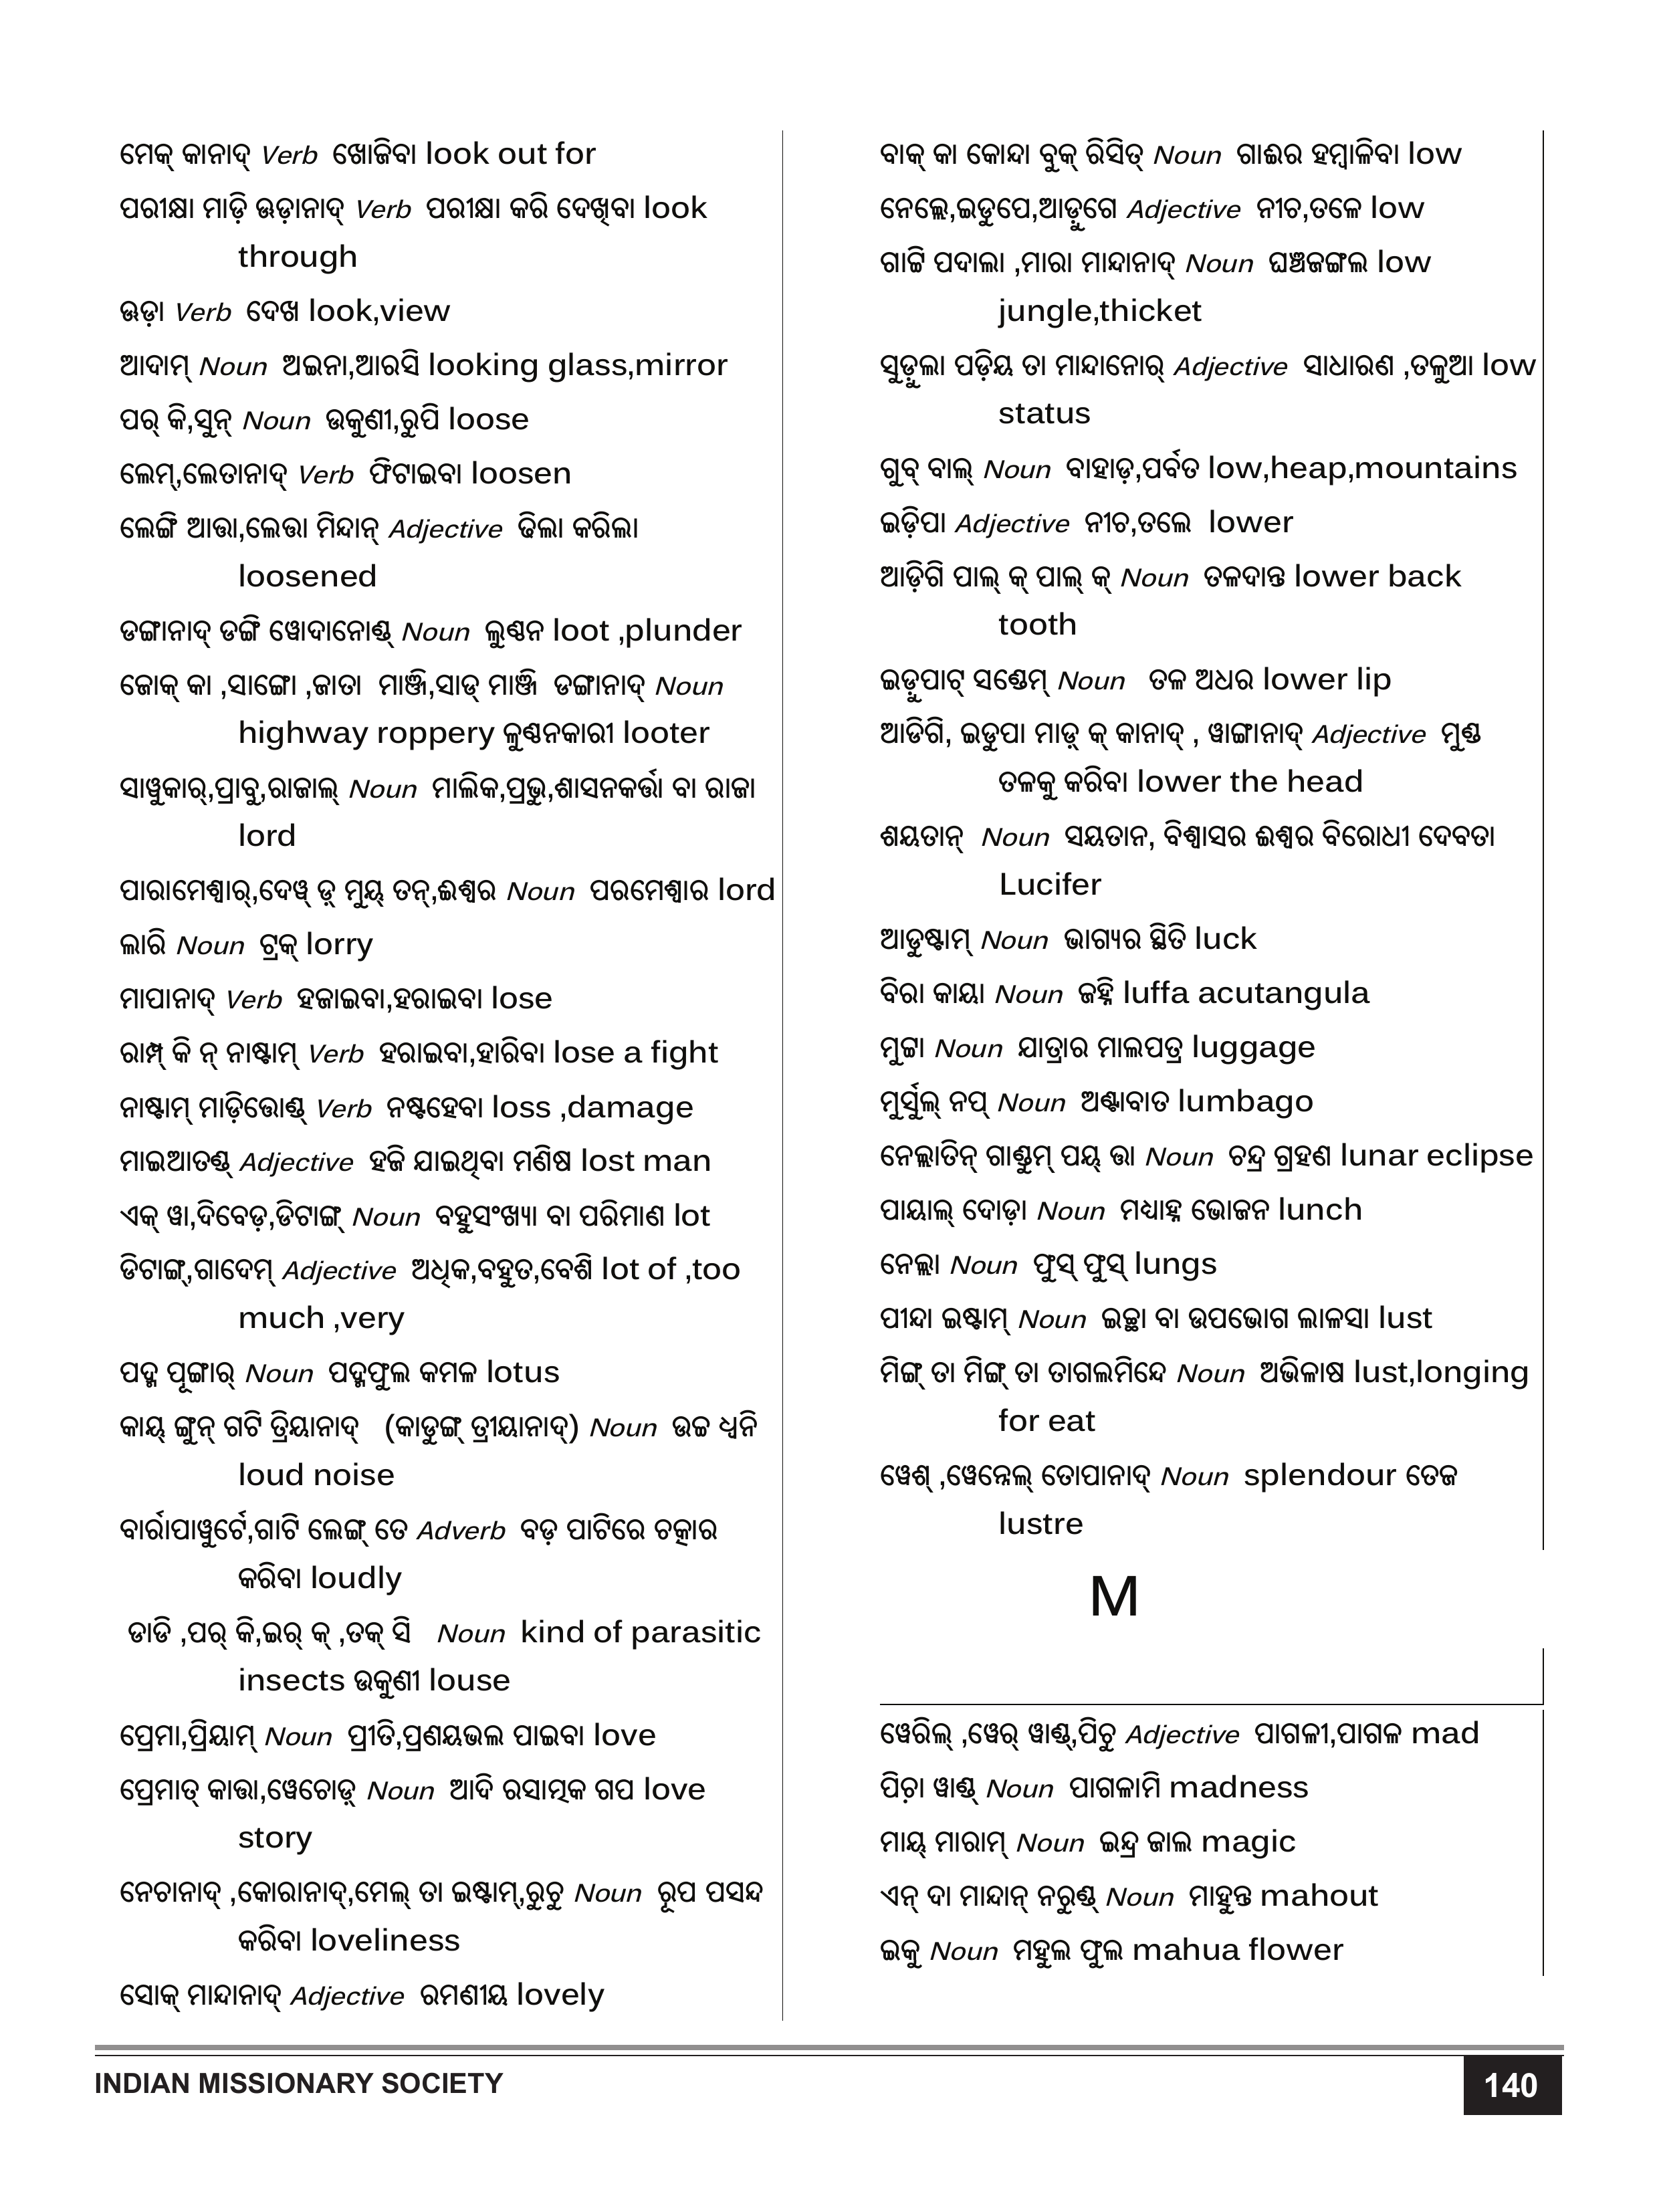 ମେକ୍ କାନାଦ୍ Verb ଖୋଜିବା look out for
ପରୀକ୍ଷା ମାଡ଼ି ଊଡ଼ାନାଦ୍ Verb ପରୀକ୍ଷା କରି ଦେଖିବା look
through
ଊଡ଼ା Verb ଦେଖ look,view
ଆଦାମ୍ Noun ଅଇନା,ଆରସି looking glass,mirror
ପର୍ କି,ସୁନ୍ Noun ଉକୁଣୀ,ରୁପି loose
ଲେମ୍,ଲେତାନାଦ୍ Verb ଫିଟାଇବା loosen
ଲେଙ୍ଗି ଆତ୍ତା,ଲେତ୍ତା ମିନ୍ଦାନ୍ Adjective ଢିଲା କରିଲା
loosened
ଡଙ୍ଗାନାଦ୍ ଡଙ୍ଗି ୱୋଦାନୋଣ୍ଡ୍ Noun ଲୁଣ୍ଠନ loot ,plunder
ଜୋକ୍ କା ,ସାଙ୍ଗୋ ,ଜାତା ମାଞ୍ଜି,ସାଡ୍ ମାଞ୍ଜି ଡଙ୍ଗାନାଦ୍ Noun
highway roppery ଳୁଣ୍ଠନକାରୀ looter
ସାୱୁକାର୍,ପ୍ରାବୁ,ରାଜାଲ୍ Noun ମାଲିକ,ପ୍ରଭୁ,ଶାସନକର୍ତ୍ତା ବା ରାଜା
lord
ପାରାମେଶ୍ୱାର୍,ଦେୱ୍ ଡ଼୍ ମୁୟ୍ ତନ୍,ଈଶ୍ୱର Noun ପରମେଶ୍ୱାର lord
ଲାରି Noun ଟ୍ରକ୍ lorry
ମାପାନାଦ୍ Verb ହଜାଇବା,ହରାଇବା lose
ରାମ୍ପ୍ କି ନ୍ ନାଷ୍ଟାମ୍ Verb ହରାଇବା,ହାରିବା lose a fight
ନାଷ୍ଟାମ୍ ମାଡ଼ିତ୍ତୋଣ୍ଡ୍ Verb ନଷ୍ଟହେବା loss ,damage
ମାଇଆତଣ୍ଡ୍ Adjective ହଜି ଯାଇଥିବା ମଣିଷ lost man
ଏକ୍ ୱା,ଦିବେଡ଼,ଡିଟାଙ୍ଗ୍ Noun ବହୁସଂଖ୍ୟା ବା ପରିମାଣ lot
ଡିଟାଙ୍ଗ୍,ଗାଦେମ୍ Adjective ଅଧିକ,ବହୁତ,ବେଶି lot of ,too
much ,very
ପଦ୍ମ ପୂଙ୍ଗାର୍ Noun ପଦ୍ମଫୁଲ କମଳ lotus
କାୟ୍ ଙ୍ଗୁନ୍ ଗଟି ତ୍ରିୟାନାଦ୍ (କାଡୁଙ୍ଗ୍ ତ୍ରୀୟାନାଦ୍) Noun ଉଚ୍ଚ ଧ୍ୱନି
loud noise
ବାର୍ରାପାୱୁର୍ଟେ,ଗାଟି ଲେଙ୍ଗ୍ ତେ Adverb ବଡ଼ ପାଟିରେ ଚତ୍କାର
କରିବା loudly
ଡାଡି ,ପର୍ କି,ଇର୍ କ୍ ,ତକ୍ ସି Noun kind of parasitic
insects ଉକୁଣୀ louse
ପ୍ରେମା,ପ୍ରିୟାମ୍ Noun ପ୍ରୀତି,ପ୍ରଣୟଭଲ ପାଇବା love
ପ୍ରେମାତ୍ କାତ୍ତା,ୱେଚୋଡ଼୍ Noun ଆଦି ରସାତ୍ମକ ଗପ love
story
ନେଚାନାଦ୍ ,କୋରାନାଦ୍,ମେଲ୍ ତା ଇଷ୍ଟାମ୍,ରୁଚୁ Noun ରୂପ ପସନ୍ଦ
କରିବା loveliness
ସୋକ୍ ମାନ୍ଦାନାଦ୍ Adjective ରମଣୀୟ lovely
ବାକ୍ କା କୋନ୍ଦା ବୁକ୍ ରିସିତ୍ Noun ଗାଈର ହମ୍ବାଳିବା low
ନେଲ୍ଲେ,ଇଡୁପେ,ଆଡ଼ୁଗେ Adjective ନୀଚ,ତଳେ low
ଗାଟ୍ଟି ପଦାଲା ,ମାରା ମାନ୍ଦାନାଦ୍ Noun ଘଞ୍ଚଜଙ୍ଗଲ low
jungle,thicket
ସୁଡ଼ୁଲା ପଡ଼ିୟ ତା ମାନ୍ଦାନୋର୍ Adjective ସାଧାରଣ ,ତଳୁଆ low
status
ଗୁବ୍ ବାଲ୍ Noun ବାହାଡ଼,ପର୍ବତ low,heap,mountains
ଇଡ଼ିପା Adjective ନୀଚ,ତଲେ lower
ଆଡ଼ିଗି ପାଲ୍ କ୍ ପାଲ୍ କ୍ Noun ତଳଦାନ୍ତ lower back
tooth
ଇଡ଼ୁପାଟ୍ ସଣ୍ଡେମ୍ Noun ତଳ ଅଧର lower lip
ଆଡିଗି, ଇଡୁପା ମାଡ଼୍ କ୍ କାନାଦ୍ , ୱାଙ୍ଗାନାଦ୍ Adjective ମୁଣ୍ଡ
ତଳକୁ କରିବା lower the head
ଶୟତାନ୍ Noun ସୟତାନ, ବିଶ୍ୱାସର ଈଶ୍ୱର ବିରୋଧୀ ଦେବତା
Lucifer
ଆଡୁଷ୍ଟାମ୍ Noun ଭାଗ୍ୟର ସ୍ଥିତି luck
ବିରା କାୟା Noun ଜହ୍ନି luffa acutangula
ମୁଟ୍ଟା Noun ଯାତ୍ରାର ମାଲପତ୍ର luggage
ମୁର୍ସୁଲ୍ ନପ୍ Noun ଅଣ୍ଟାବାତ lumbago
ନେଲ୍ଲାତିନ୍ ଗାଣ୍ଡୁମ୍ ପୟ୍ ତ୍ତା Noun ଚନ୍ଦ୍ର ଗ୍ରହଣ lunar eclipse
ପାୟାଲ୍ ଦୋଡ଼ା Noun ମଧ୍ୟାହ୍ନ ଭୋଜନ lunch
ନେଲ୍ଲା Noun ଫୁସ୍ ଫୁସ୍ lungs
ପୀନ୍ଦା ଇଷ୍ଟାମ୍ Noun ଇଚ୍ଛା ବା ଉପଭୋଗ ଲାଳସା lust
ମିଙ୍ଗ୍ ତା ମିଙ୍ଗ୍ ତା ତାଗଲମିନ୍ଦେ Noun ଅଭିଳାଷ lust,longing
for eat
ୱେଶ୍ ,ୱେନ୍ନେଲ୍ ତୋପାନାଦ୍ Noun splendour ତେଜ
lustre
M
ୱେରିଲ୍ ,ୱେର୍ ୱାଣ୍ଡ୍,ପିଚୁ Adjective ପାଗଳୀ,ପାଗଳ mad
ପିଚ଼ା ୱାଣ୍ଡ୍ Noun ପାଗଳାମି madness
ମାୟ୍ ମାରାମ୍ Noun ଇନ୍ଦ୍ର ଜାଲ magic
ଏନ୍ ଦା ମାନ୍ଦାନ୍ ନରୁଣ୍ଡ୍ Noun ମାହୁନ୍ତ mahout
ଇକୁ Noun ମହୁଲ ଫୁଲ mahua flower
INDIAN MISSIONARY SOCIETY
140